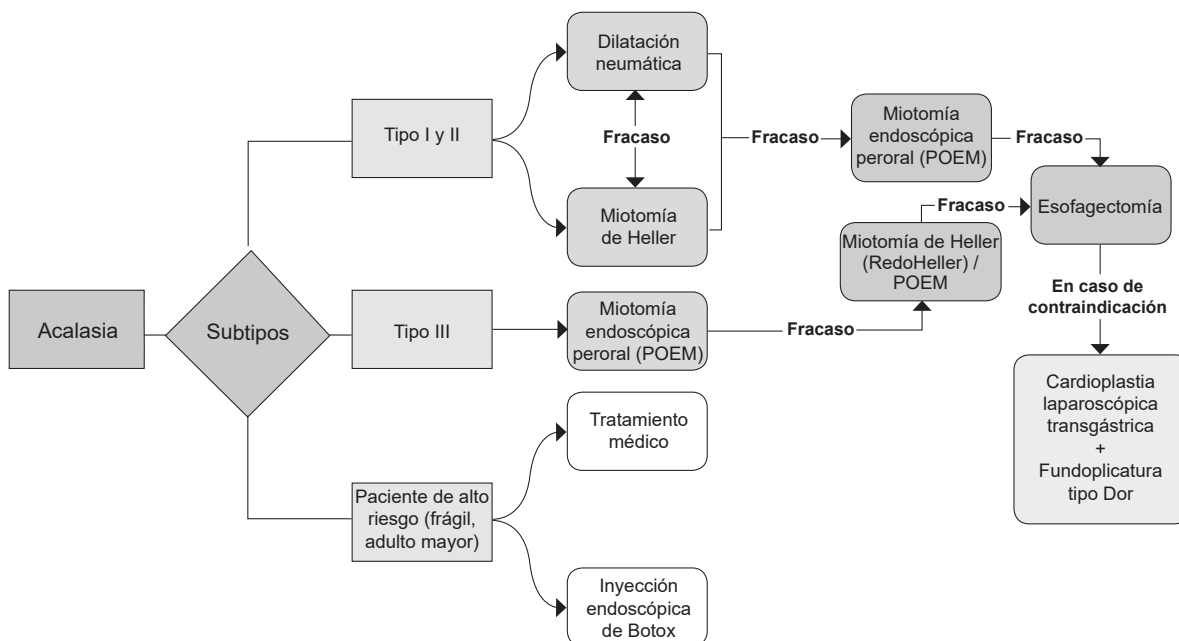 Acalasia
Subtipos
Tipo I y II
Dilatación
neumática
Fracaso
Miotomía
de Heller
Fracaso
Miotomía
endoscópica
peroral (POEM)
Fracaso
Tipo III
Miotomía
endoscópica
peroral (POEM)
Fracaso
Miotomía de Heller
(RedoHeller) /
POEM
Fracaso
Esofagectomía
En caso de
contraindicación
Cardioplastia
laparoscópica
transgástrica
+
Fundoplicatura
tipo Dor
Paciente de alto
riesgo (frágil,
adulto mayor)
Tratamiento
médico
Inyección
endoscópica
de Botox